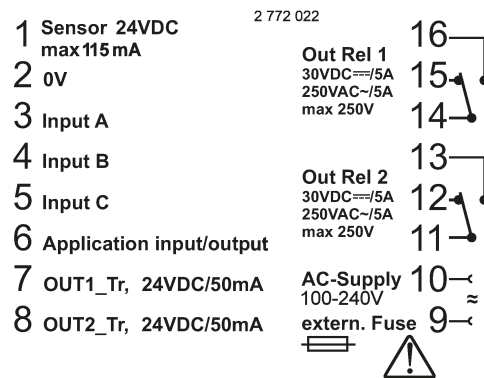 2 772 022
1 Sensor 24VDC
max 115 mA
2 0V
3 Input A
4 Input B
5 Input C
6 Application input/output
7 OUT1_Tr, 24VDC/50mA
8 OUT2_Tr, 24VDC/50mA
16
Out Rel 1
30VDC⎓/5A 15
250VAC~/5A
max 250V 14
13
Out Rel 2
30VDC⎓/5A 12
250VAC~/5A
max 250V 11
AC-Supply 10
100-240V ≈
extern. Fuse 9
!